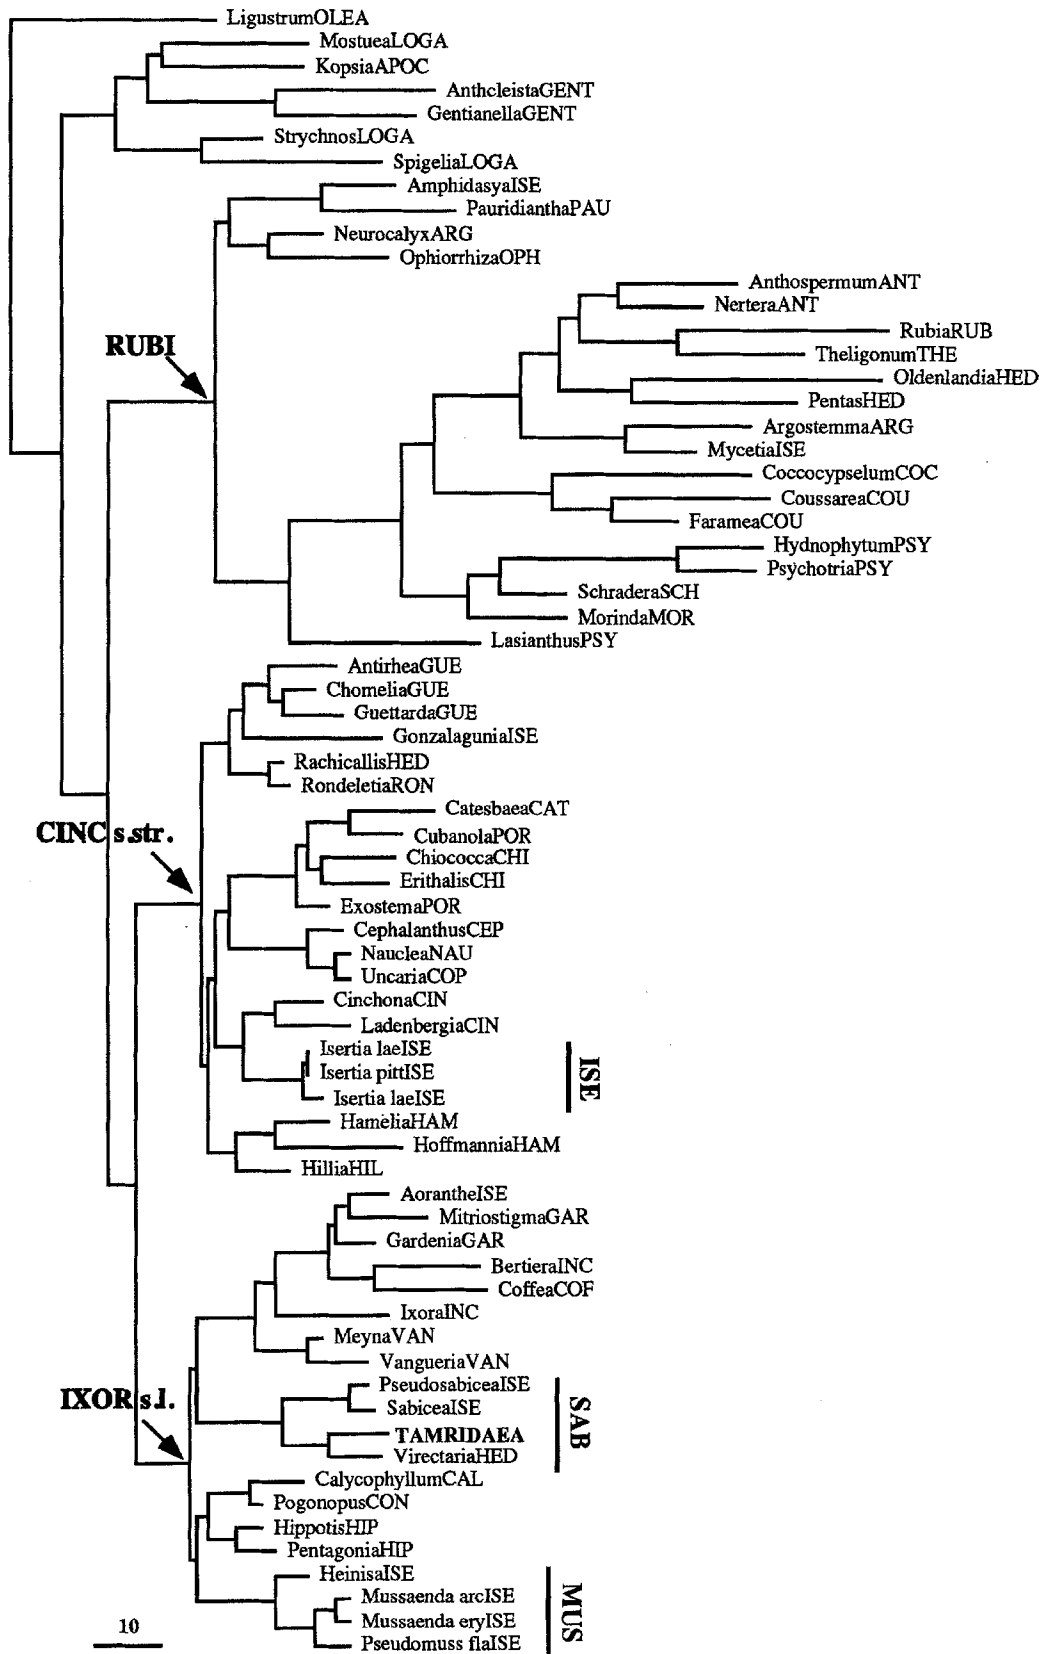 LigustrumOLEA
MostueaLOGA
KopsiaAPOC
AnthcleistaGENT
GentianellaGENT
StrychnosLOGA
SpigeliaLOGA
AmphidasyaISE
PauridianthaPAU
NeurocalyxARG
OphiorrhizaOPH
AnthospermumANT
NerteraANT
RubiaRUB
RUBI
TheligonumTHE
OldenlandiaHED
PentasHED
ArgostemmaARG
MycetiaISE
CoccocypselumCOC
CoussareaCOU
FarameaCOU
HydnophytumPSY
PsychotriaPSY
SchraderaSCH
MorindaMOR
LasianthusPSY
AntirheaGUE
ChomeliaGUE
GuettardaGUE
GonzalaguniaISE
RachicallisHED
RondeletiaRON
CatesbaeaCAT
CINC s.str.
CubanolaPOR
ChiococcaCHI
ErithalisCHI
ExostemaPOR
CephalanthusCEP
NaucleaNAU
UncariaCOP
CinchonaCIN
LadenbergiaCIN
Isertia laeISE
Isertia pittISE
ISE
Isertia laeISE
HameliaHAM
HoffmanniaHAM
HilliaHIL
AorantheISE
MitriostigmaGAR
GardeniaGAR
BertieraINC
CoffeaCOF
IxoraINC
MeynaVAN
VangueriaVAN
PseudosabiceaISE
IXOR s.l.
SabiceaISE
SAB
TAMRIDAEA
VirectariaHED
CalycophyllumCAL
PogonopusCON
HippotisHIP
PentagoniaHIP
HeinisaISE
Mussaenda arcISE
MUS
Mussaenda eryISE
10
Pseudomuss flaISE